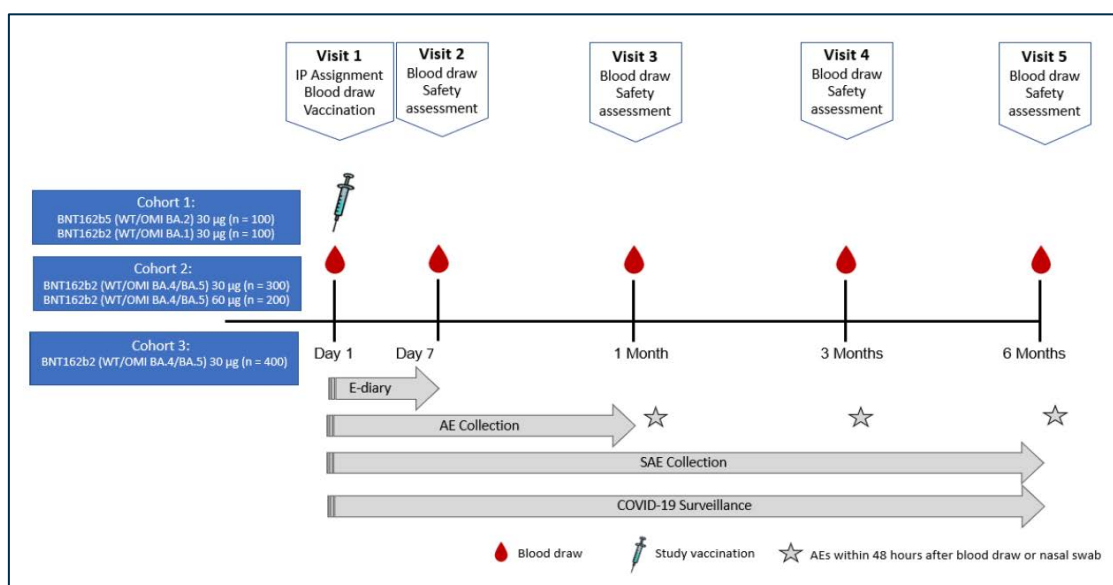 Visit 1
IP Assignment
Blood draw
Vaccination
Visit 2
Blood draw
Safety
assessment
Visit 3
Blood draw
Safety
assessment
Visit 4
Blood draw
Safety
assessment
Visit 5
Blood draw
Safety
assessment
Cohort 1:
BNT162b5 (WT/OMI BA.2) 30 µg (n = 100)
BNT162b2 (WT/OMI BA.1) 30 µg (n = 100)
Cohort 2:
BNT162b2 (WT/OMI BA.4/BA.5) 30 µg (n = 300)
BNT162b2 (WT/OMI BA.4/BA.5) 60 µg (n = 200)
Cohort 3:
BNT162b2 (WT/OMI BA.4/BA.5) 30 µg (n = 400)
Day 1
Day 7
1 Month
3 Months
6 Months
E-diary
AE Collection
SAE Collection
COVID-19 Surveillance
Blood draw
Study vaccination
AEs within 48 hours after blood draw or nasal swab